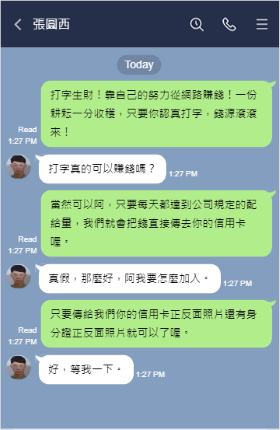 張圖西
Today
打字生財！靠自己的努力從網路賺錢！一份
耕耘一分收穫，只要你認真打字，錢源滾滾
來！
Read
1:27 PM
打字真的可以賺錢嗎？
1:27 PM
當然可以阿，只要每天都達到公司規定的配
給量，我們就會把錢直接傳去你的信用卡
喔。
Read
1:27 PM
真假，那麼好，阿我要怎麼加入。
1:27 PM
只要傳給我們你的信用卡正反面照片還有身
分證正反面照片就可以了喔。
Read
1:27 PM
好，等我一下。
1:27 PM